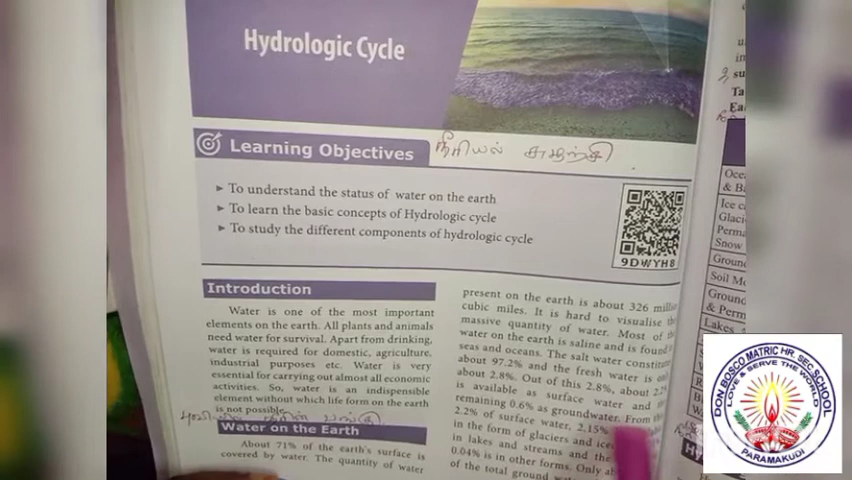 Hydrologic Cycle
Learning Objectives
நீரியல் சுழற்சி
► To understand the status of water on the earth
► To learn the basic concepts of Hydrologic cycle
► To study the different components of hydrologic cycle
9DWYH8
Introduction
Water is one of the most important
elements on the earth. All plants and animals
need water for survival. Apart from drinking,
water is required for domestic, agriculture,
industrial purposes etc. Water is very
essential for carrying out almost all economic
activities. So, water is an indispensible
element without which life form on the earth
is not possible.
Water on the Earth
About 71% of the earth's surface is
covered by water. The quantity of water
present on the earth is about 326
cubic miles. It is hard to visualise
massive quantity of water. Most of
water on the earth is saline and is found
seas and oceans. The salt water constitute
about 97.2% and the fresh water is
about 2.8%. Out of this 2.8%, about
is available as surface water and
remaining 0.6% as groundwater. From
2.2% of surface water, 2.15%
in the form of glaciers and
in lakes and streams and the
0.04% is in other forms. Only
of the total ground
su
Ta
Ea
Oce
& Ba
Ice ca
Glaci
Perma
Snow
Ground
Soil Mo
Ground
& Perm
Lakes
DON BOSCO MATRIC HR. SEC SCHOOL
LOVE & SERVE THE WORLD
PARAMAKUDI